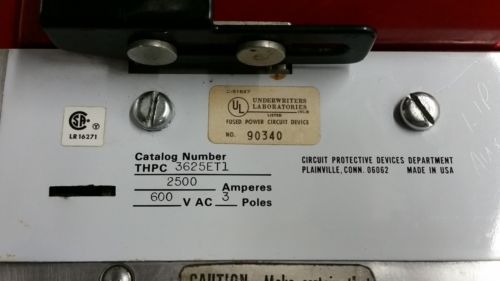 UL
UNDERWRITERS
LABORATORIES
INC.®
LISTED
FUSED POWER CIRCUIT DEVICE
NO. 90340
LR 16271
Catalog Number
THPC 3625ET1
2500 Amperes
600 V AC 3 Poles
CIRCUIT PROTECTIVE DEVICES DEPARTMENT
PLAINVILLE, CONN. 06062 MADE IN USA
CAUTION